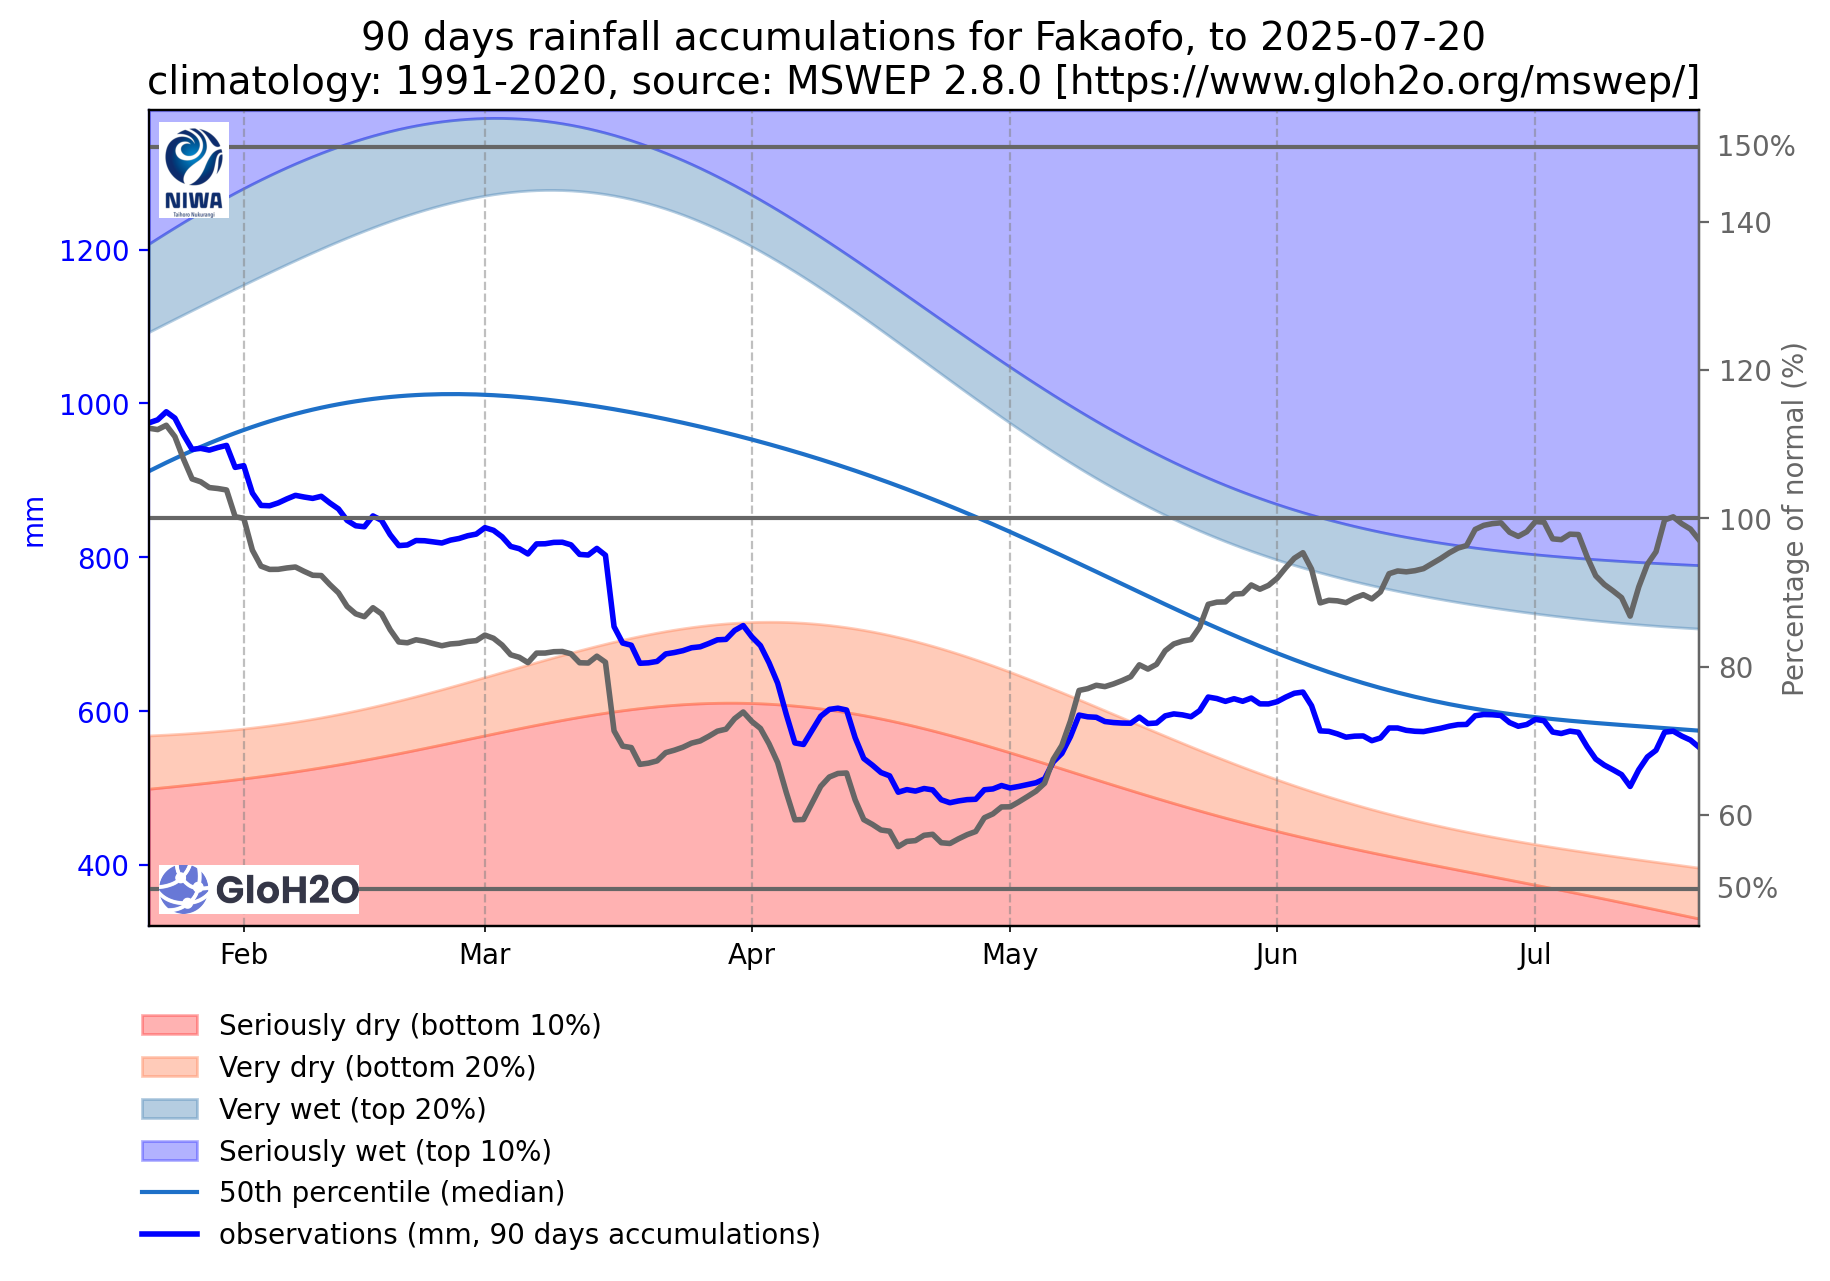 90 days rainfall accumulations for Fakaofo, to 2025-07-20
climatology: 1991-2020, source: MSWEP 2.8.0 [https://www.gloh2o.org/mswep/]
NIWA
Taihoro Nukurangi
150%
140
1200
120
1000
100
Percentage of normal (%)
mm
800
80
600
60
400
GloH2O
50%
Feb
Mar
Apr
May
Jun
Jul
Seriously dry (bottom 10%)
Very dry (bottom 20%)
Very wet (top 20%)
Seriously wet (top 10%)
50th percentile (median)
observations (mm, 90 days accumulations)